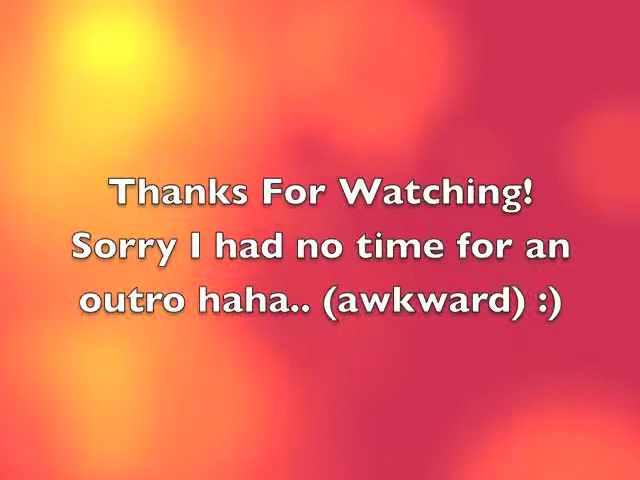 Thanks For Watching!
Sorry I had no time for an
outro haha.. (awkward) :)